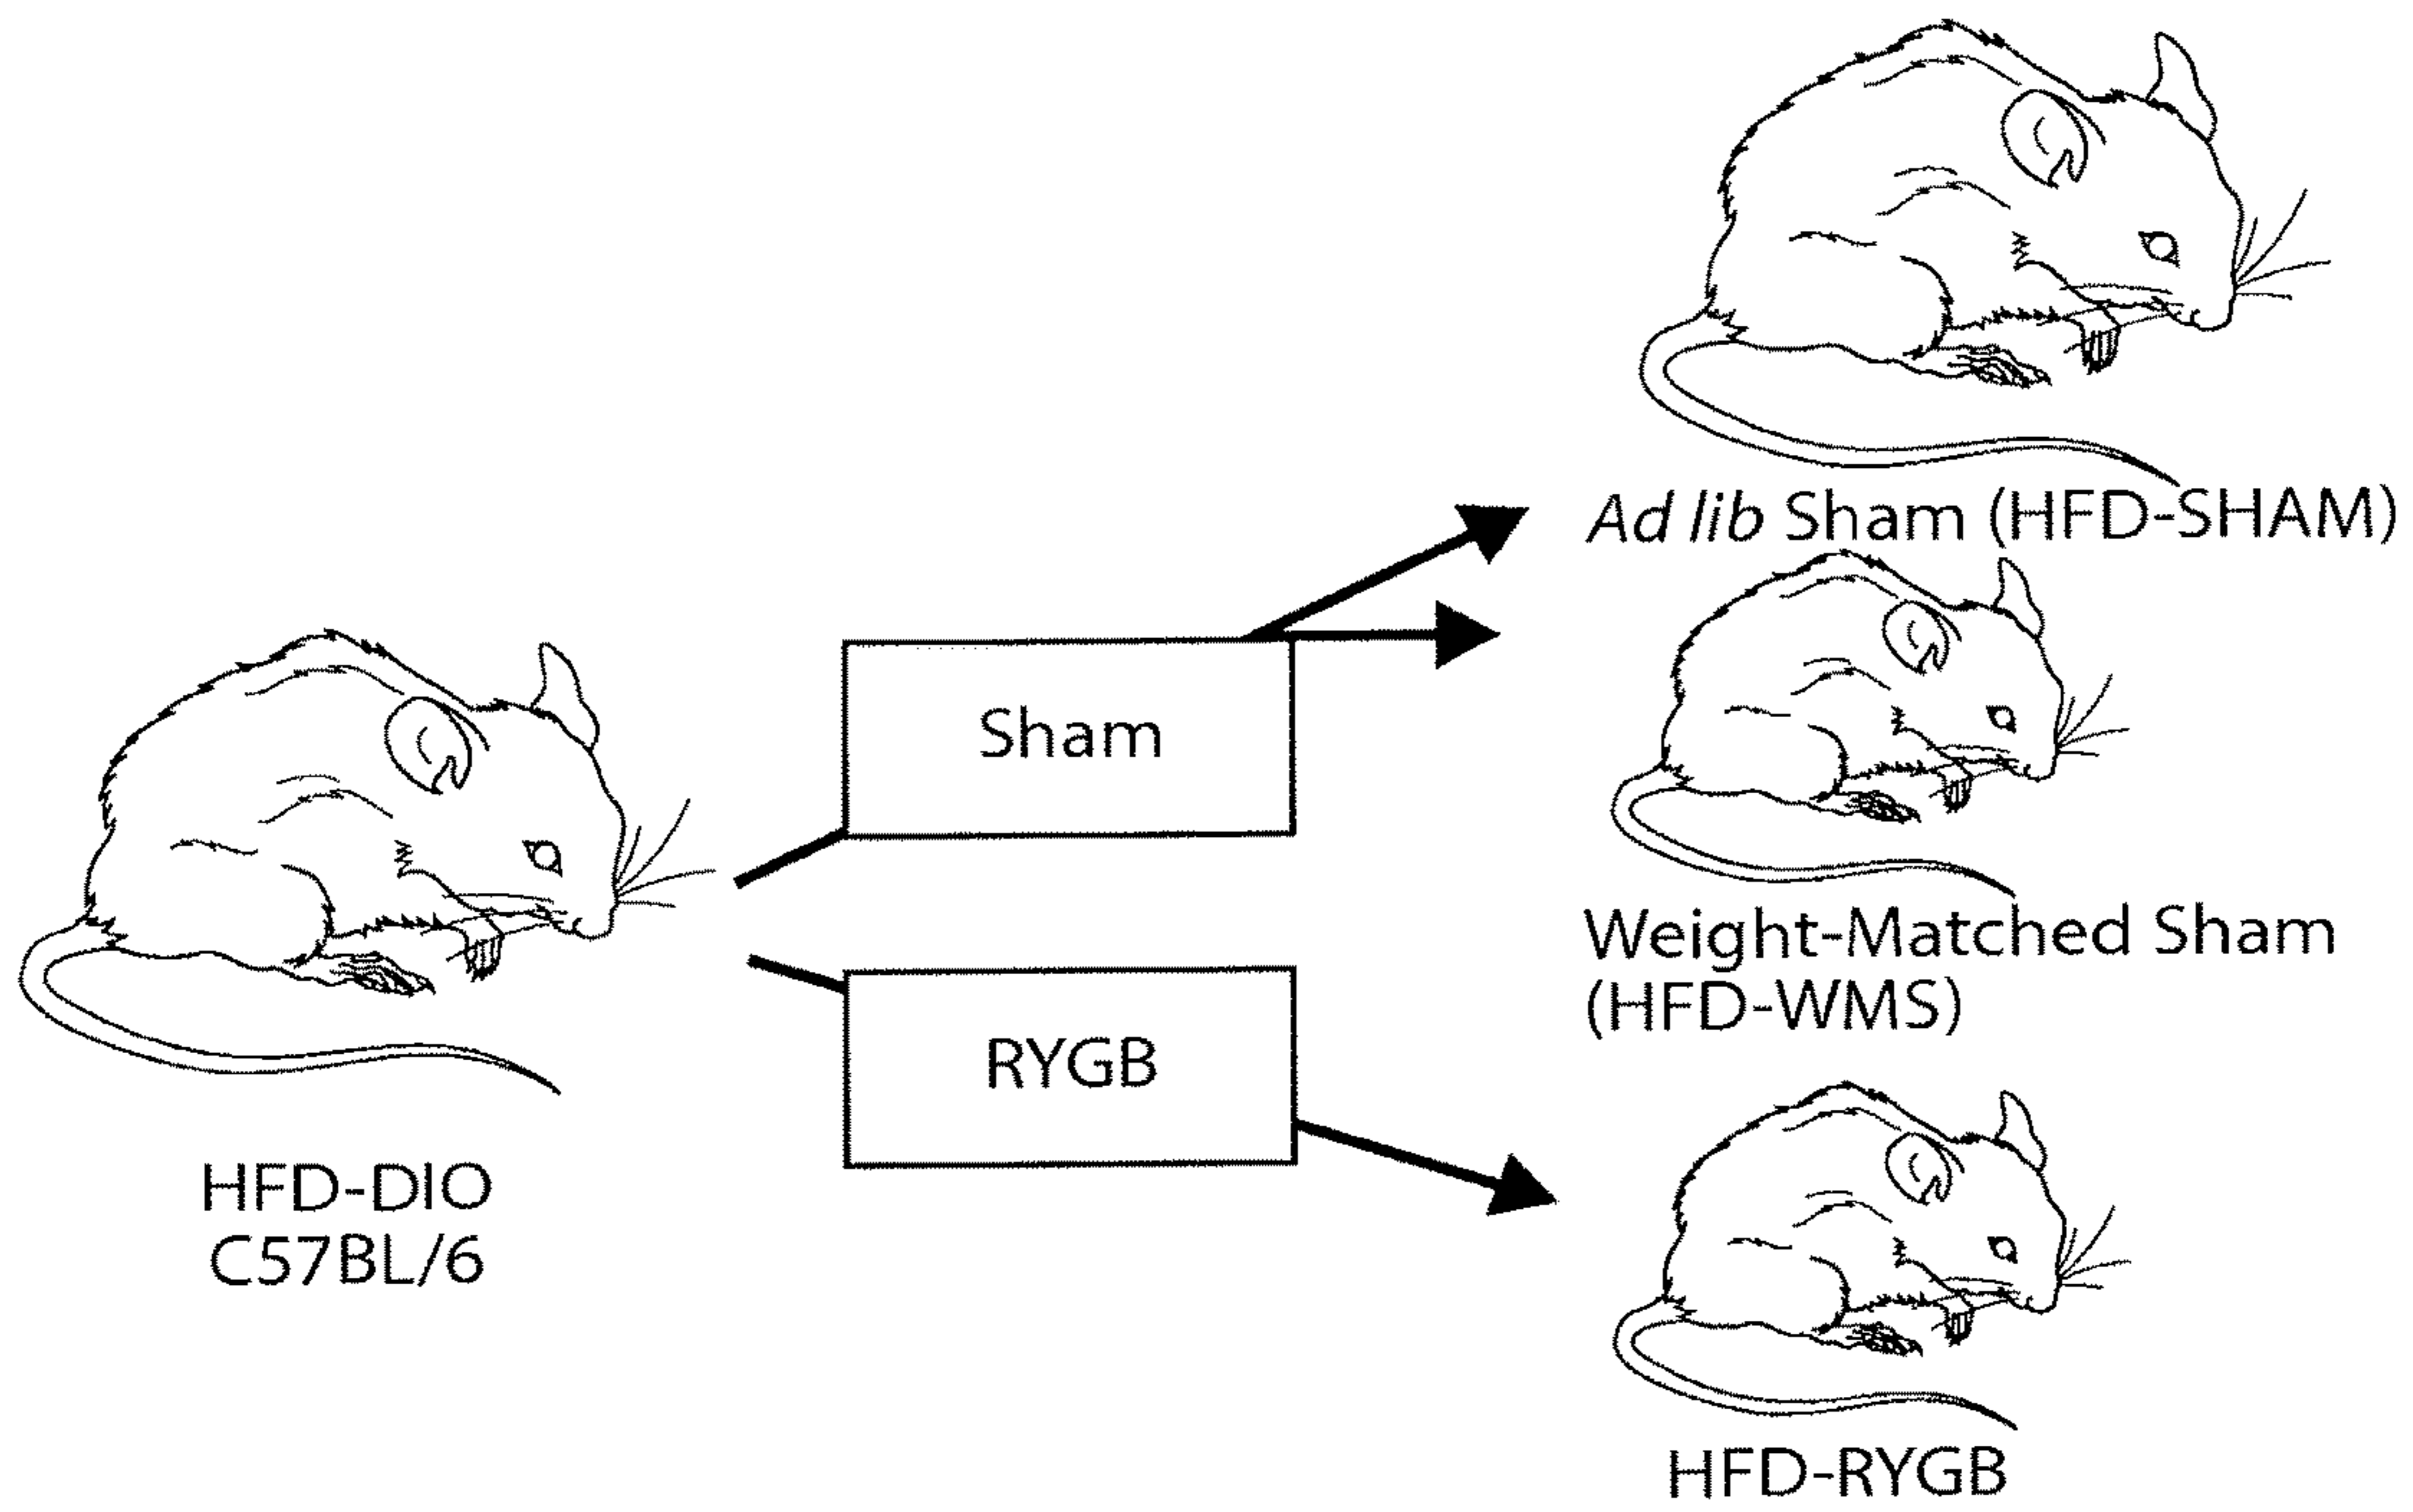 Ad lib Sham (HFD-SHAM)
Sham
Weight-Matched Sham
(HFD-WMS)
RYGB
HFD-DIO
C57BL/6
HFD-RYGB